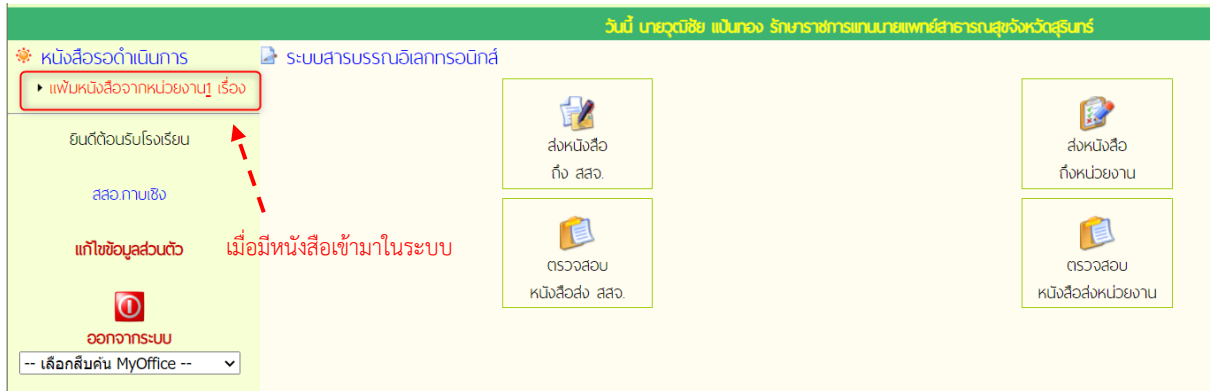 วันนี้ นายวุฒิชัย แป้นทอง รักษาราชการแทนนายแพทย์สาธารณสุขจังหวัดสุรินทร์
หนังสือรอดำเนินการ
แฟ้มหนังสือจากหน่วยงาน1 เรื่อง
ยินดีต้อนรับโรงเรียน
สสอ.กาบเชิง
แก้ไขข้อมูลส่วนตัว
ออกจากระบบ
-- เลือกสืบค้น MyOffice --
เมื่อมีหนังสือเข้ามาในระบบ
ระบบสารบรรณอิเลกทรอนิกส์
ส่งหนังสือ
ถึง สสจ.
ส่งหนังสือ
ถึงหน่วยงาน
ตรวจสอบ
หนังสือส่ง สสจ.
ตรวจสอบ
หนังสือส่งหน่วยงาน